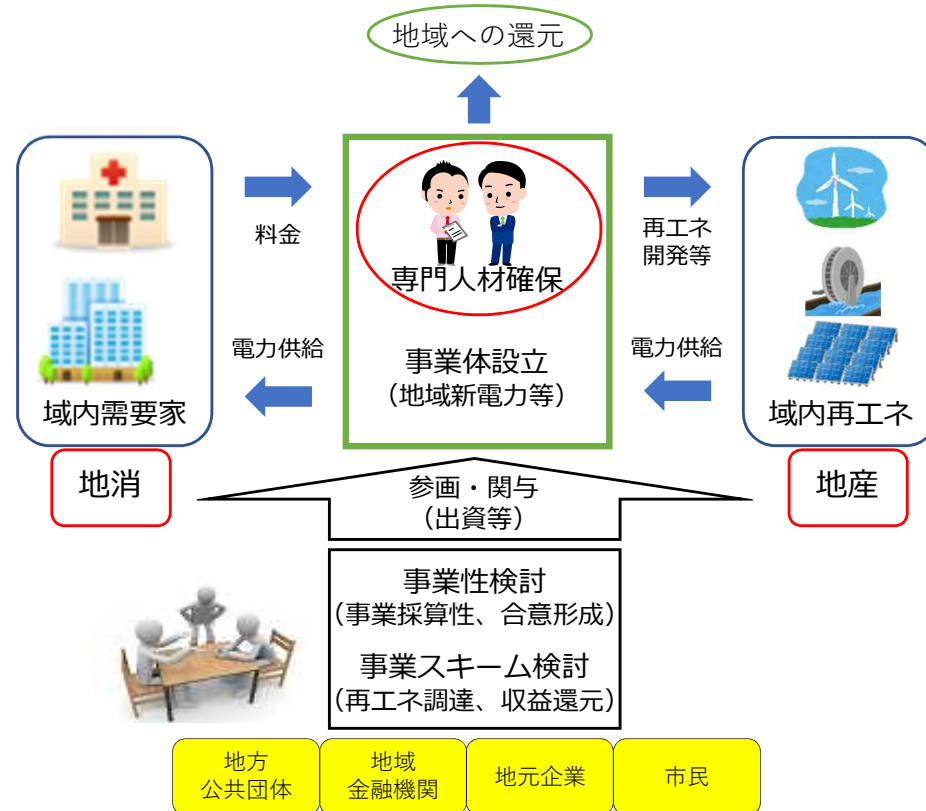 地域への還元
料金
専門人材確保
再エネ
開発等
電力供給
事業体設立
(地域新電力等)
電力供給
域内需要家
域内再エネ
地消
地産
参画・関与
(出資等)
事業性検討
(事業採算性、合意形成)
事業スキーム検討
(再エネ調達、収益還元)
地方
公共団体
地域
金融機関
地元企業
市民